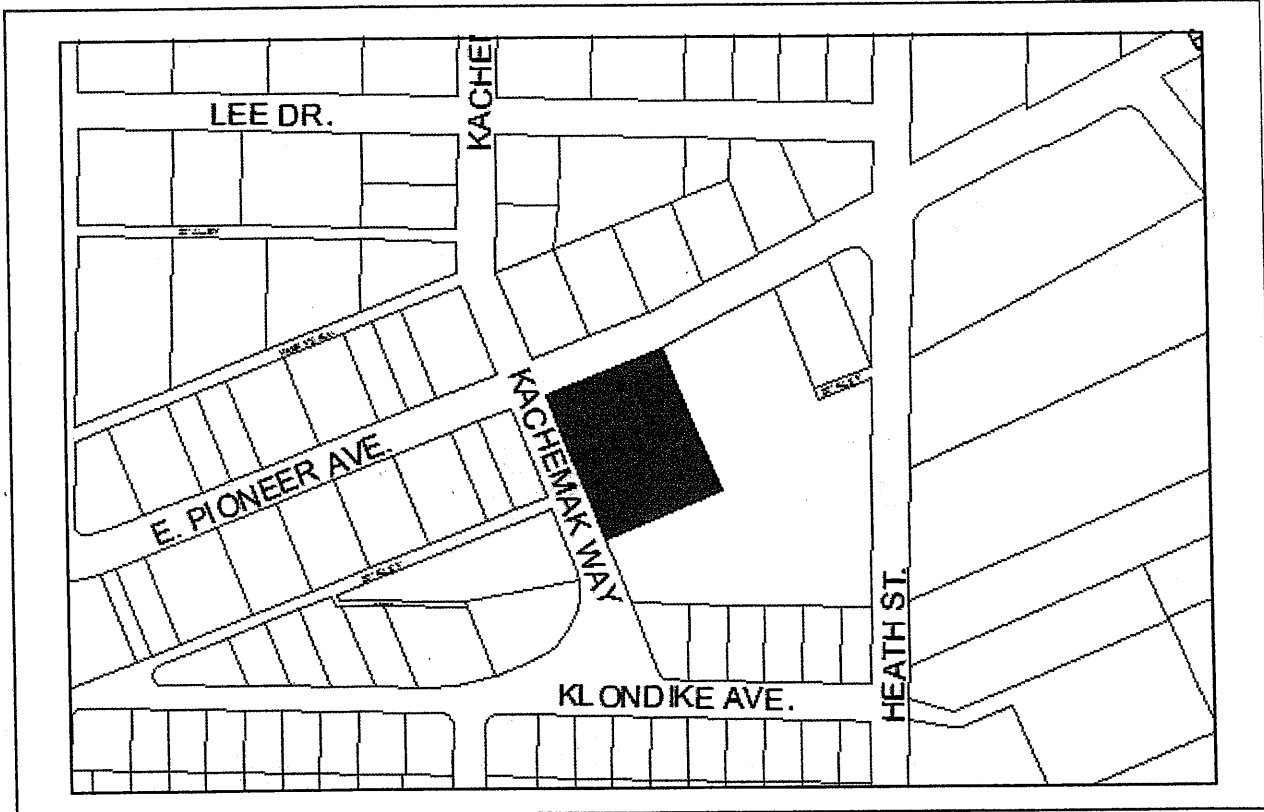 LEE DR.
KACHE
E. PIONEER AVE.
KACHEMAK WAY
HEATH ST.
KLONDIKE AVE.